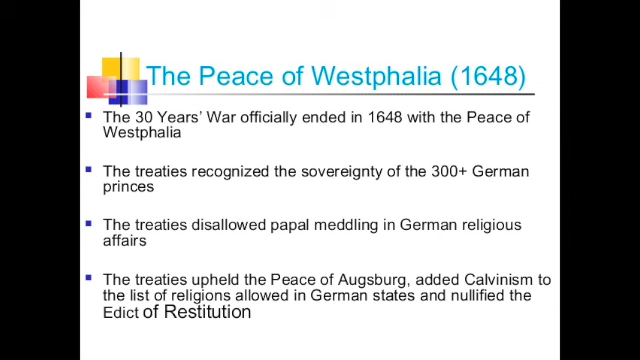 The Peace of Westphalia (1648)
The 30 Years' War officially ended in 1648 with the Peace of
Westphalia
The treaties recognized the sovereignty of the 300+ German
princes
The treaties disallowed papal meddling in German religious
affairs
The treaties upheld the Peace of Augsburg, added Calvinism to
the list of religions allowed in German states and nullified the
Edict of Restitution